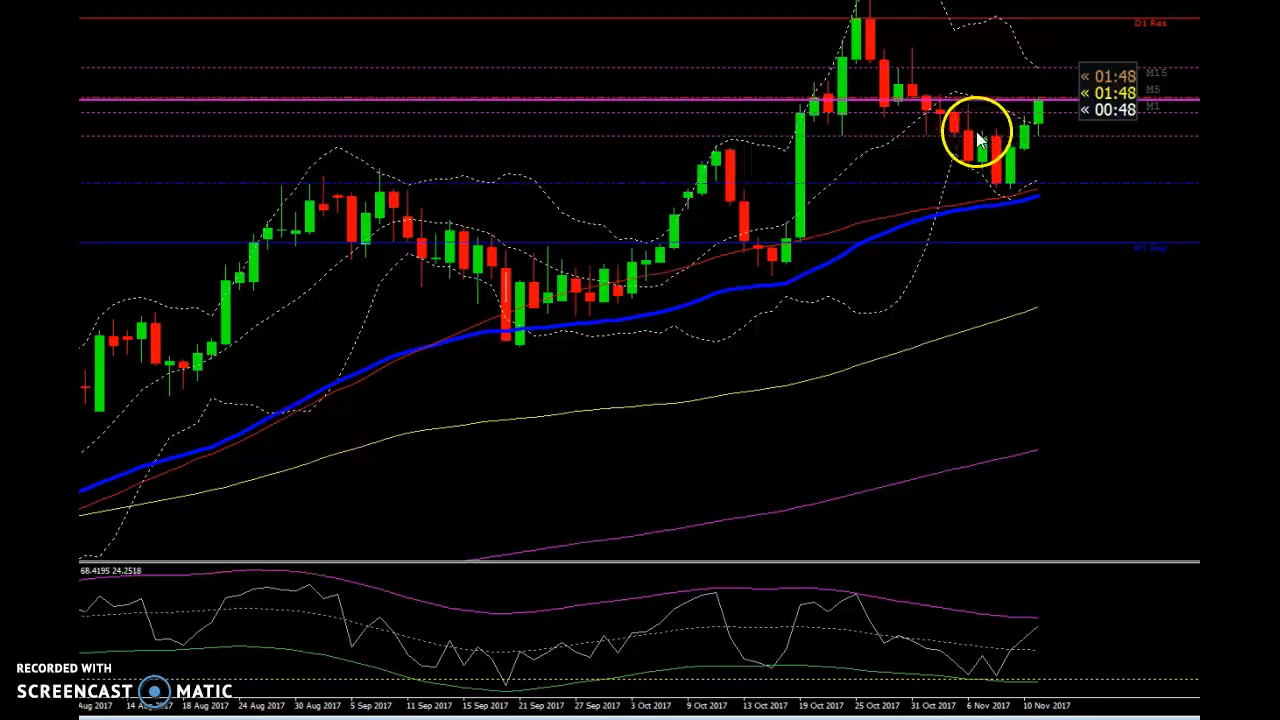 D1 Res
« 01:48 M15
« 01:48 M5
« 00:48 M1
68.4195 24.2518
RECORDED WITH
SCREENCAST MATIC
Aug 2017 14 Aug 2017 18 Aug 2017 24 Aug 2017 30 Aug 2017 5 Sep 2017 11 Sep 2017 15 Sep 2017 21 Sep 2017 27 Sep 2017 3 Oct 2017 9 Oct 2017 13 Oct 2017 19 Oct 2017 25 Oct 2017 31 Oct 2017 6 Nov 2017 10 Nov 2017